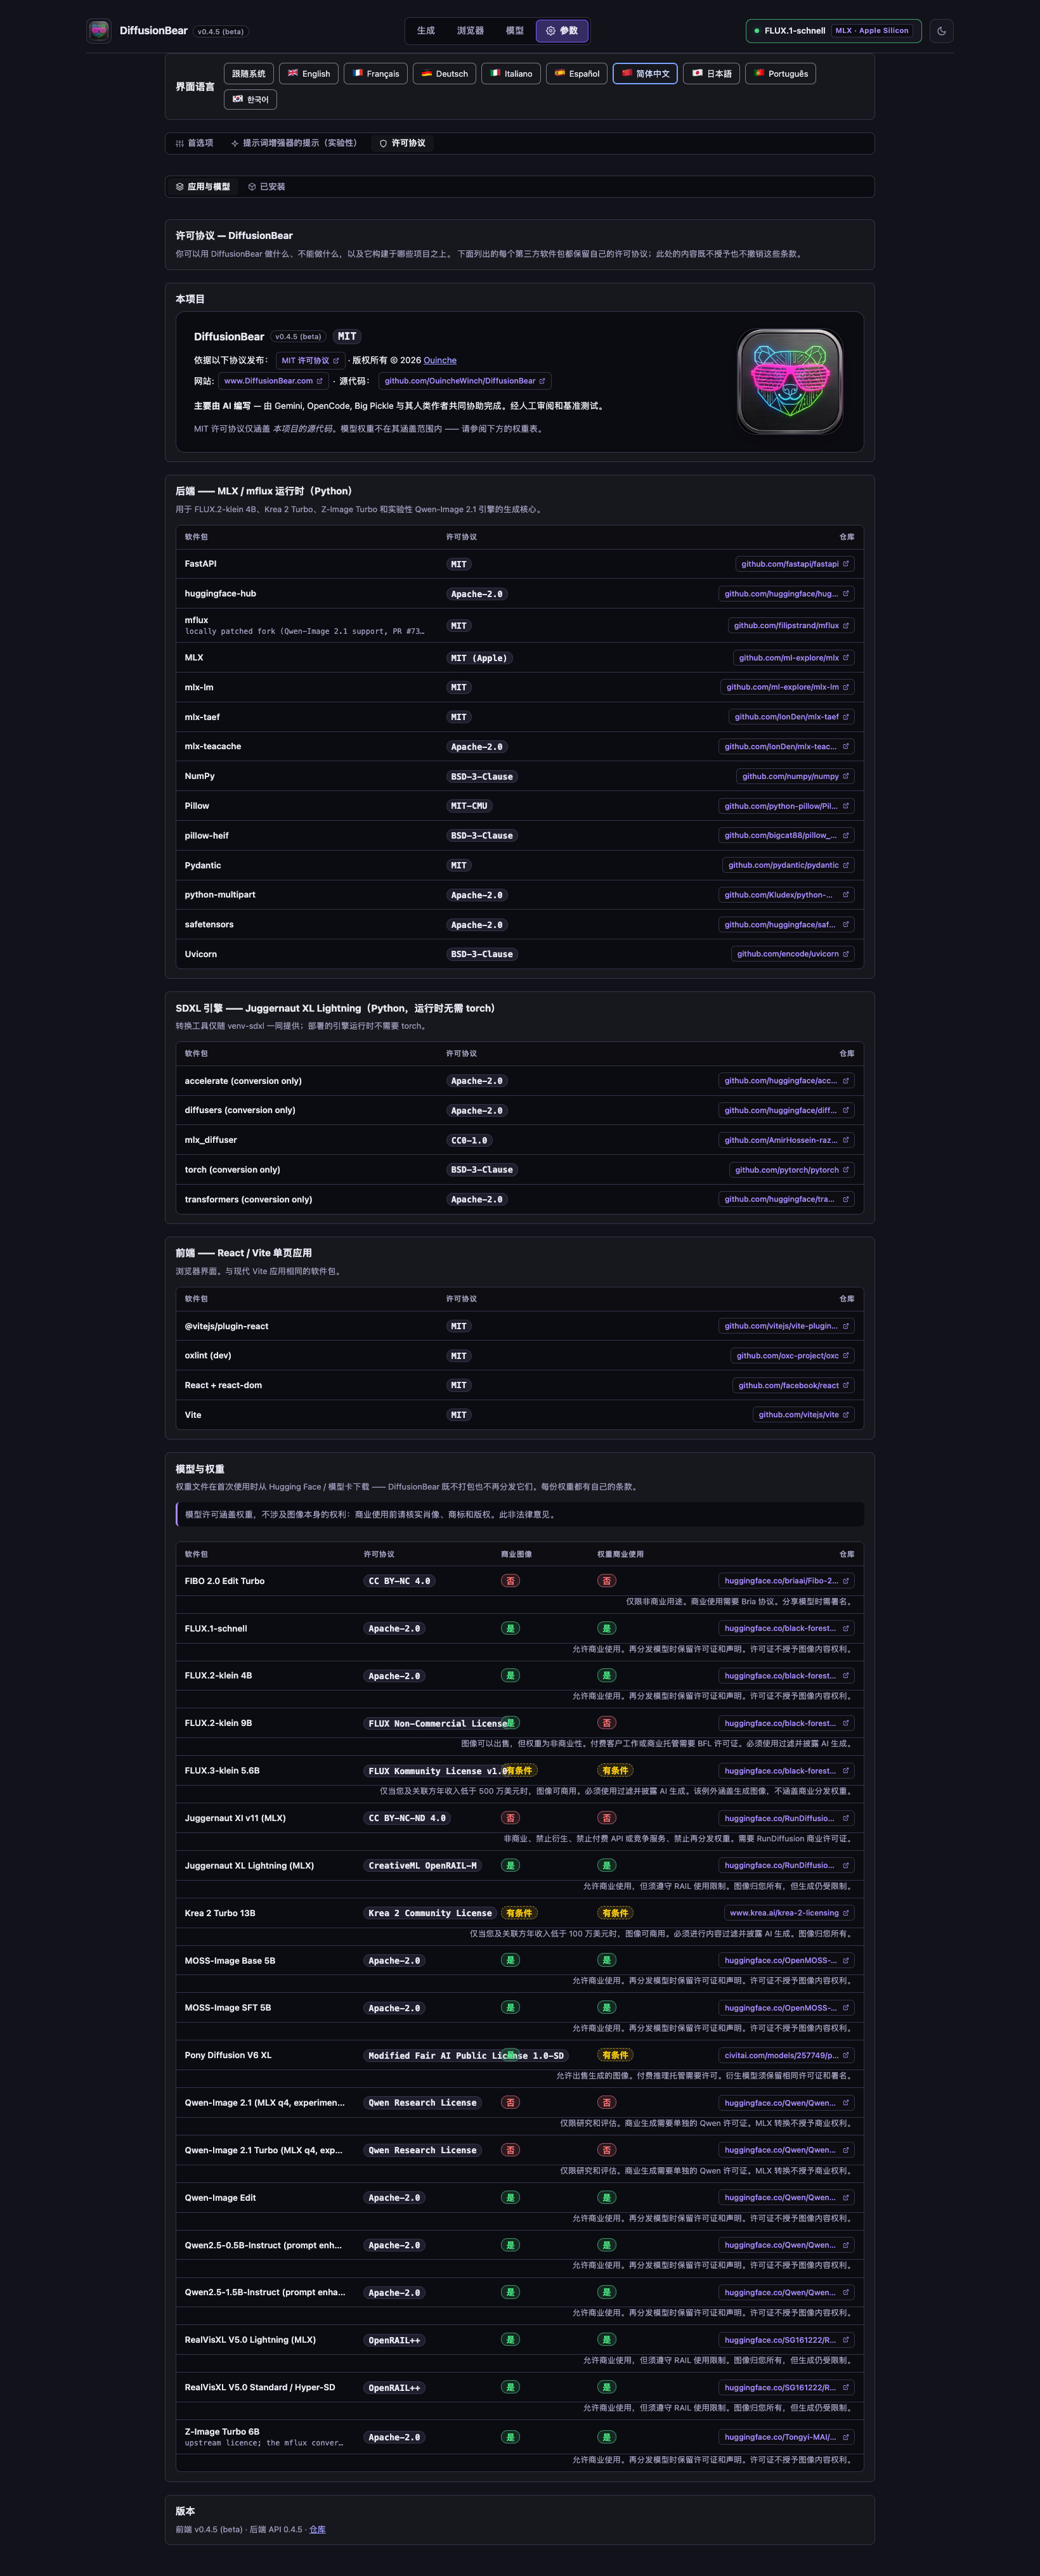 DiffusionBear v0.4.5 (beta) 生成 浏览器 模型 参数 FLUX.1-schnell MLX · Apple Silicon
界面语言 跟随系统 English Français Deutsch Italiano Español 简体中文 日本語 Português
한국어
首选项 提示词增强器的提示（实验性） 许可协议
应用与模型 已安装
许可协议 — DiffusionBear
你可以用 DiffusionBear 做什么、不能做什么，以及它构建于哪些项目之上。 下面列出的每个第三方软件包都保留自己的许可协议；此处的内容既不授予也不撤销这些条款。
本项目
DiffusionBear v0.4.5 (beta) MIT
依据以下协议发布： MIT 许可协议 · 版权所有 © 2026 Ouinche
网站: www.DiffusionBear.com · 源代码： github.com/OuincheWinch/DiffusionBear
主要由 AI 编写 — 由 Gemini, OpenCode, Big Pickle 与其人类作者共同协助完成。经人工审阅和基准测试。
MIT 许可协议仅涵盖 本项目的源代码。模型权重不在其涵盖范围内 —— 请参阅下方的权重表。
后端 —— MLX / mflux 运行时（Python）
用于 FLUX.2-klein 4B、Krea 2 Turbo、Z-Image Turbo 和实验性 Qwen-Image 2.1 引擎的生成核心。
软件包 许可协议 仓库
FastAPI MIT github.com/fastapi/fastapi
huggingface-hub Apache-2.0 github.com/huggingface/hug...
mflux MIT github.com/filipstrand/mflux
locally patched fork (Qwen-Image 2.1 support, PR #73…
MLX MIT (Apple) github.com/ml-explore/mlx
mlx-lm MIT github.com/ml-explore/mlx-lm
mlx-taef MIT github.com/IonDen/mlx-taef
mlx-teacache Apache-2.0 github.com/IonDen/mlx-teac...
NumPy BSD-3-Clause github.com/numpy/numpy
Pillow MIT-CMU github.com/python-pillow/Pil...
pillow-heif BSD-3-Clause github.com/bigcat88/pillow_...
Pydantic MIT github.com/pydantic/pydantic
python-multipart Apache-2.0 github.com/Kludex/python-...
safetensors Apache-2.0 github.com/huggingface/saf...
Uvicorn BSD-3-Clause github.com/encode/uvicorn
SDXL 引擎 —— Juggernaut XL Lightning（Python，运行时无需 torch）
转换工具仅随 venv-sdxl 一同提供；部署的引擎运行时不需要 torch。
软件包 许可协议 仓库
accelerate (conversion only) Apache-2.0 github.com/huggingface/acc...
diffusers (conversion only) Apache-2.0 github.com/huggingface/diff...
mlx_diffuser CC0-1.0 github.com/AmirHossein-raz...
torch (conversion only) BSD-3-Clause github.com/pytorch/pytorch
transformers (conversion only) Apache-2.0 github.com/huggingface/tra...
前端 —— React / Vite 单页应用
浏览器界面。与现代 Vite 应用相同的软件包。
软件包 许可协议 仓库
@vitejs/plugin-react MIT github.com/vitejs/vite-plugin...
oxlint (dev) MIT github.com/oxc-project/oxc
React + react-dom MIT github.com/facebook/react
Vite MIT github.com/vitejs/vite
模型与权重
权重文件在首次使用时从 Hugging Face / 模型卡下载 —— DiffusionBear 既不打包也不再分发它们。每份权重都有自己的条款。
模型许可涵盖权重，不涉及图像本身的权利：商业使用前请核实肖像、商标和版权。此非法律意见。
软件包 许可协议 商业图像 权重商业使用 仓库
FIBO 2.0 Edit Turbo CC BY-NC 4.0 否 否 huggingface.co/briaai/Fibo-2...
仅限非商业用途。商业使用需要 Bria 协议。分享模型时需署名。
FLUX.1-schnell Apache-2.0 是 是 huggingface.co/black-forest...
允许商业使用。再分发模型时保留许可证和声明。许可证不授予图像内容权利。
FLUX.2-klein 4B Apache-2.0 是 是 huggingface.co/black-forest...
允许商业使用。再分发模型时保留许可证和声明。许可证不授予图像内容权利。
FLUX.2-klein 9B FLUX Non-Commercial License 是 否 huggingface.co/black-forest...
图像可以出售，但权重为非商业性。付费客户工作或商业托管需要 BFL 许可证。必须使用过滤并披露 AI 生成。
FLUX.3-klein 5.6B FLUX Kommunity License v1.0 有条件 有条件 huggingface.co/black-forest...
仅当您及关联方年收入低于 500 万美元时，图像可商用。必须使用过滤并披露 AI 生成。该例外涵盖生成图像，不涵盖商业分发权重。
Juggernaut XI v11 (MLX) CC BY-NC-ND 4.0 否 否 huggingface.co/RunDiffusio...
非商业、禁止衍生、禁止付费 API 或竞争服务、禁止再分发权重。需要 RunDiffusion 商业许可证。
Juggernaut XL Lightning (MLX) CreativeML OpenRAIL-M 是 是 huggingface.co/RunDiffusio...
允许商业使用，但须遵守 RAIL 使用限制。图像归您所有，但生成仍受限制。
Krea 2 Turbo 13B Krea 2 Community License 有条件 有条件 www.krea.ai/krea-2-licensing
仅当您及关联方年收入低于 100 万美元时，图像可商用。必须进行内容过滤并披露 AI 生成。图像归您所有。
MOSS-Image Base 5B Apache-2.0 是 是 huggingface.co/OpenMOSS-...
允许商业使用。再分发模型时保留许可证和声明。许可证不授予图像内容权利。
MOSS-Image SFT 5B Apache-2.0 是 是 huggingface.co/OpenMOSS-...
允许商业使用。再分发模型时保留许可证和声明。许可证不授予图像内容权利。
Pony Diffusion V6 XL Modified Fair AI Public License 1.0-SD 是 有条件 civitai.com/models/257749/p...
允许出售生成的图像。付费推理托管需要许可。衍生模型须保留相同许可证和署名。
Qwen-Image 2.1 (MLX q4, experimen... Qwen Research License 否 否 huggingface.co/Qwen/Qwen...
仅限研究和评估。商业生成需要单独的 Qwen 许可证。MLX 转换不授予商业权利。
Qwen-Image 2.1 Turbo (MLX q4, exp... Qwen Research License 否 否 huggingface.co/Qwen/Qwen...
仅限研究和评估。商业生成需要单独的 Qwen 许可证。MLX 转换不授予商业权利。
Qwen-Image Edit Apache-2.0 是 是 huggingface.co/Qwen/Qwen...
允许商业使用。再分发模型时保留许可证和声明。许可证不授予图像内容权利。
Qwen2.5-0.5B-Instruct (prompt enh... Apache-2.0 是 是 huggingface.co/Qwen/Qwen...
允许商业使用。再分发模型时保留许可证和声明。许可证不授予图像内容权利。
Qwen2.5-1.5B-Instruct (prompt enha... Apache-2.0 是 是 huggingface.co/Qwen/Qwen...
允许商业使用。再分发模型时保留许可证和声明。许可证不授予图像内容权利。
RealVisXL V5.0 Lightning (MLX) OpenRAIL++ 是 是 huggingface.co/SG161222/R...
允许商业使用，但须遵守 RAIL 使用限制。图像归您所有，但生成仍受限制。
RealVisXL V5.0 Standard / Hyper-SD OpenRAIL++ 是 是 huggingface.co/SG161222/R...
允许商业使用，但须遵守 RAIL 使用限制。图像归您所有，但生成仍受限制。
Z-Image Turbo 6B Apache-2.0 是 是 huggingface.co/Tongyi-MAI/...
upstream licence; the mflux conver…
允许商业使用。再分发模型时保留许可证和声明。许可证不授予图像内容权利。
版本
前端 v0.4.5 (beta) · 后端 API 0.4.5 · 仓库